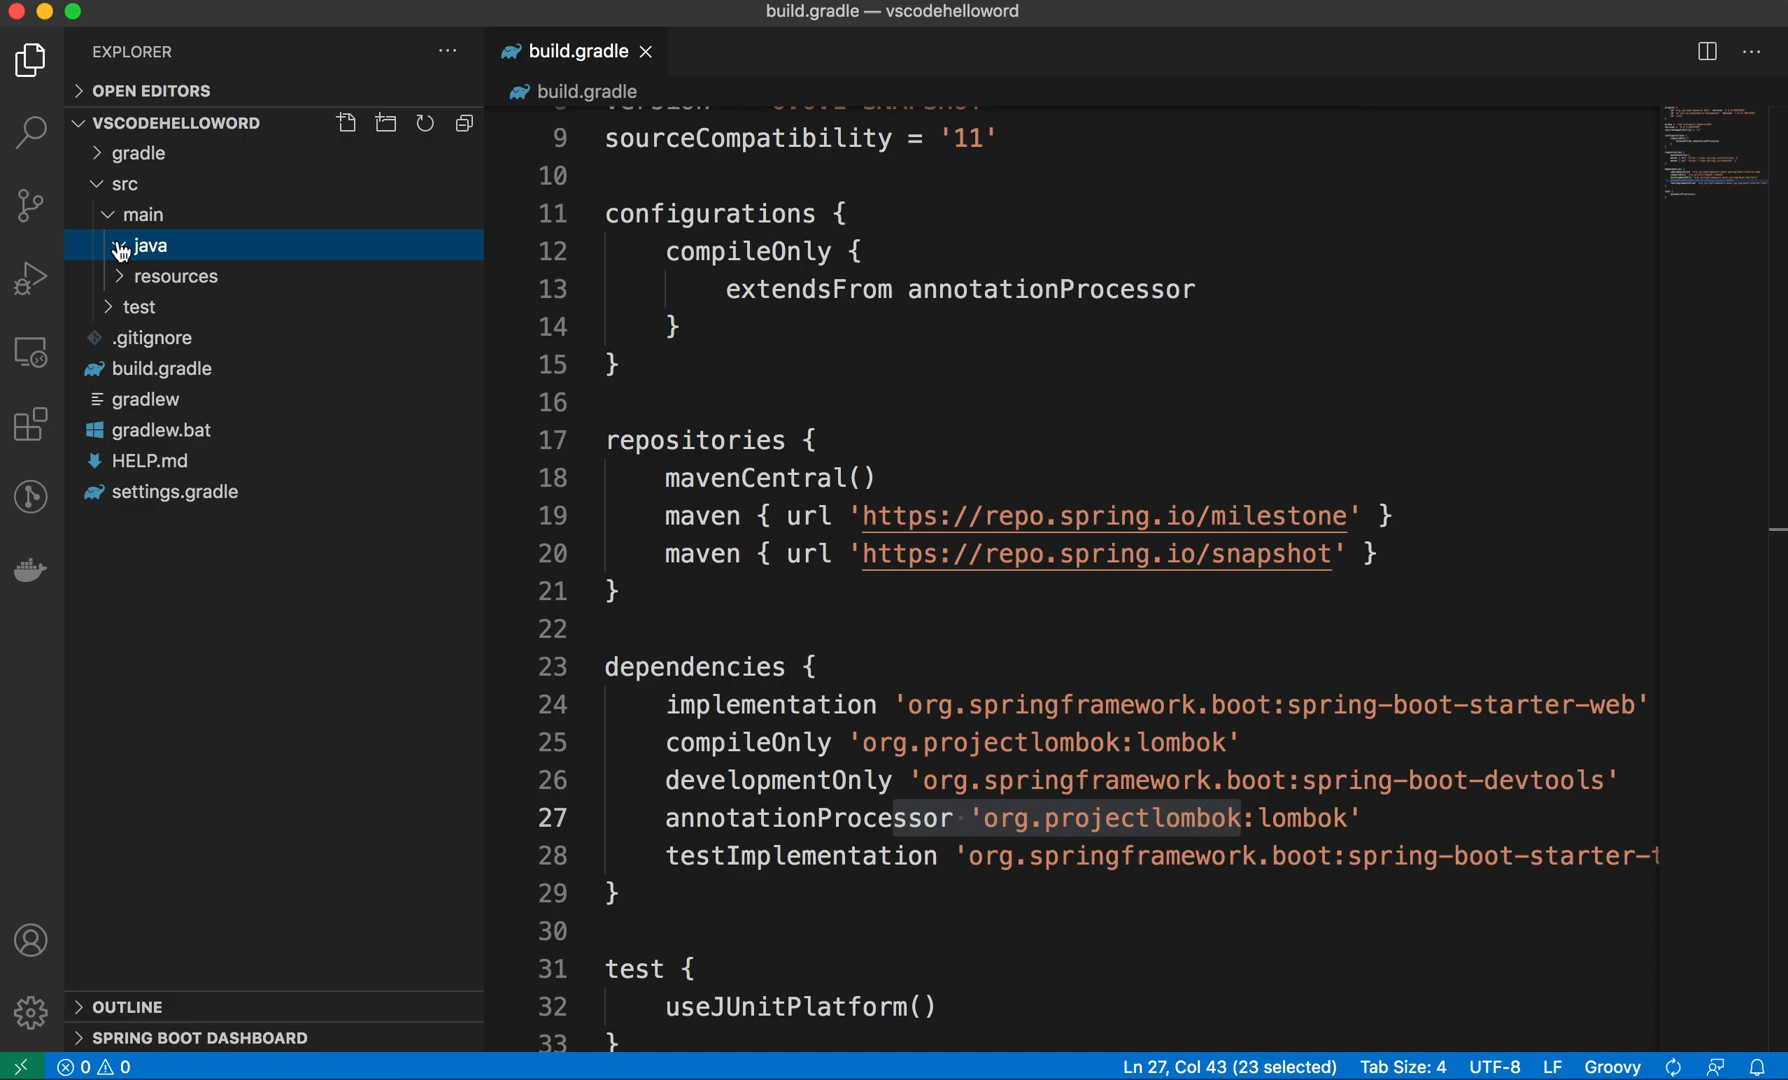 build.gradle — vscodehelloword
EXPLORER
OPEN EDITORS
VSCODEHELLOWORD
gradle
src
main
java
resources
test
.gitignore
build.gradle
gradlew
gradlew.bat
HELP.md
settings.gradle
OUTLINE
SPRING BOOT DASHBOARD
build.gradle
build.gradle
9 sourceCompatibility = '11'
10
11 configurations {
12 compileOnly {
13 extendsFrom annotationProcessor
14 }
15 }
16
17 repositories {
18 mavenCentral()
19 maven { url 'https://repo.spring.io/milestone' }
20 maven { url 'https://repo.spring.io/snapshot' }
21 }
22
23 dependencies {
24 implementation 'org.springframework.boot:spring-boot-starter-web'
25 compileOnly 'org.projectlombok:lombok'
26 developmentOnly 'org.springframework.boot:spring-boot-devtools'
27 annotationProcessor 'org.projectlombok:lombok'
28 testImplementation 'org.springframework.boot:spring-boot-starter-t
29 }
30
31 test {
32 useJUnitPlatform()
33 }
0 0 Ln 27, Col 43 (23 selected) Tab Size: 4 UTF-8 LF Groovy